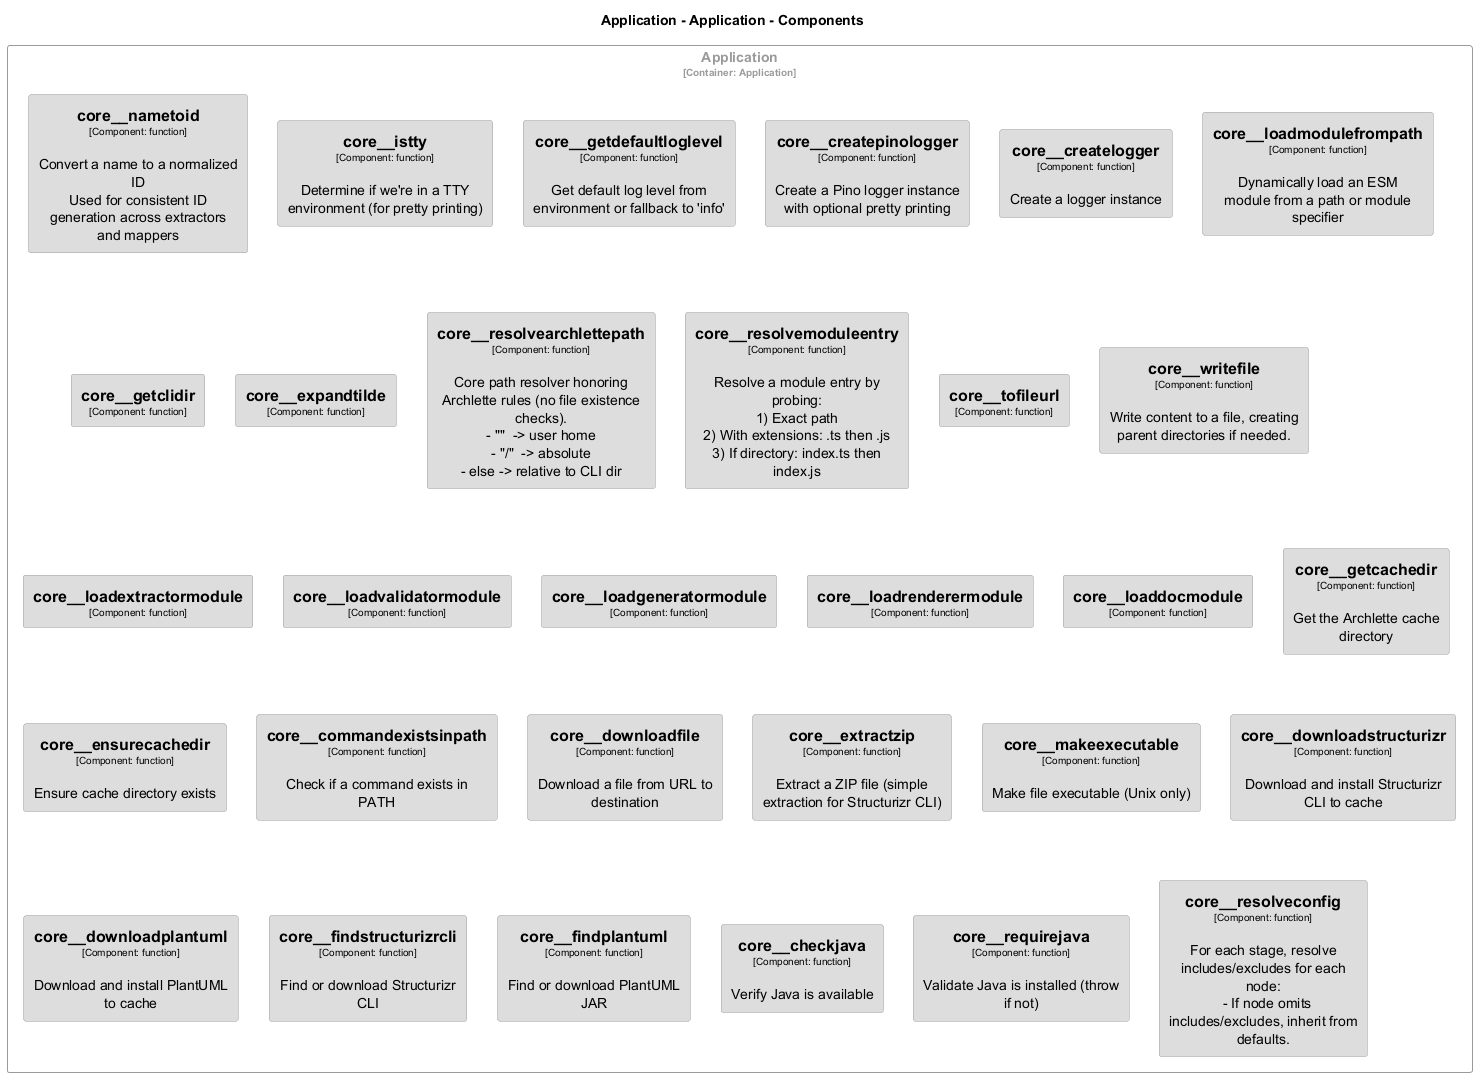 Application - Application - Components
Application
[Container: Application]
core__nametoid
[Component: function]
Convert a name to a normalized
ID
Used for consistent ID
generation across extractors
and mappers
core__istty
[Component: function]
Determine if we're in a TTY
environment (for pretty printing)
core__getdefaultloglevel
[Component: function]
Get default log level from
environment or fallback to 'info'
core__createpinologger
[Component: function]
Create a Pino logger instance
with optional pretty printing
core__createlogger
[Component: function]
Create a logger instance
core__loadmodulefrompath
[Component: function]
Dynamically load an ESM
module from a path or module
specifier
core__getclidir
[Component: function]
core__expandtilde
[Component: function]
core__resolvearchlettepath
[Component: function]
Core path resolver honoring
Archlette rules (no file existence
checks).
- "" -> user home
- "/" -> absolute
- else -> relative to CLI dir
core__resolvemoduleentry
[Component: function]
Resolve a module entry by
probing:
1) Exact path
2) With extensions: .ts then .js
3) If directory: index.ts then
index.js
core__tofileurl
[Component: function]
core__writefile
[Component: function]
Write content to a file, creating
parent directories if needed.
core__loadextractormodule
[Component: function]
core__loadvalidatormodule
[Component: function]
core__loadgeneratormodule
[Component: function]
core__loadrenderermodule
[Component: function]
core__loaddocmodule
[Component: function]
core__getcachedir
[Component: function]
Get the Archlette cache
directory
core__ensurecachedir
[Component: function]
Ensure cache directory exists
core__commandexistsinpath
[Component: function]
Check if a command exists in
PATH
core__downloadfile
[Component: function]
Download a file from URL to
destination
core__extractzip
[Component: function]
Extract a ZIP file (simple
extraction for Structurizr CLI)
core__makeexecutable
[Component: function]
Make file executable (Unix only)
core__downloadstructurizr
[Component: function]
Download and install Structurizr
CLI to cache
core__downloadplantuml
[Component: function]
Download and install PlantUML
to cache
core__findstructurizrcli
[Component: function]
Find or download Structurizr
CLI
core__findplantuml
[Component: function]
Find or download PlantUML
JAR
core__checkjava
[Component: function]
Verify Java is available
core__requirejava
[Component: function]
Validate Java is installed (throw
if not)
core__resolveconfig
[Component: function]
For each stage, resolve
includes/excludes for each
node:
- If node omits
includes/excludes, inherit from
defaults.